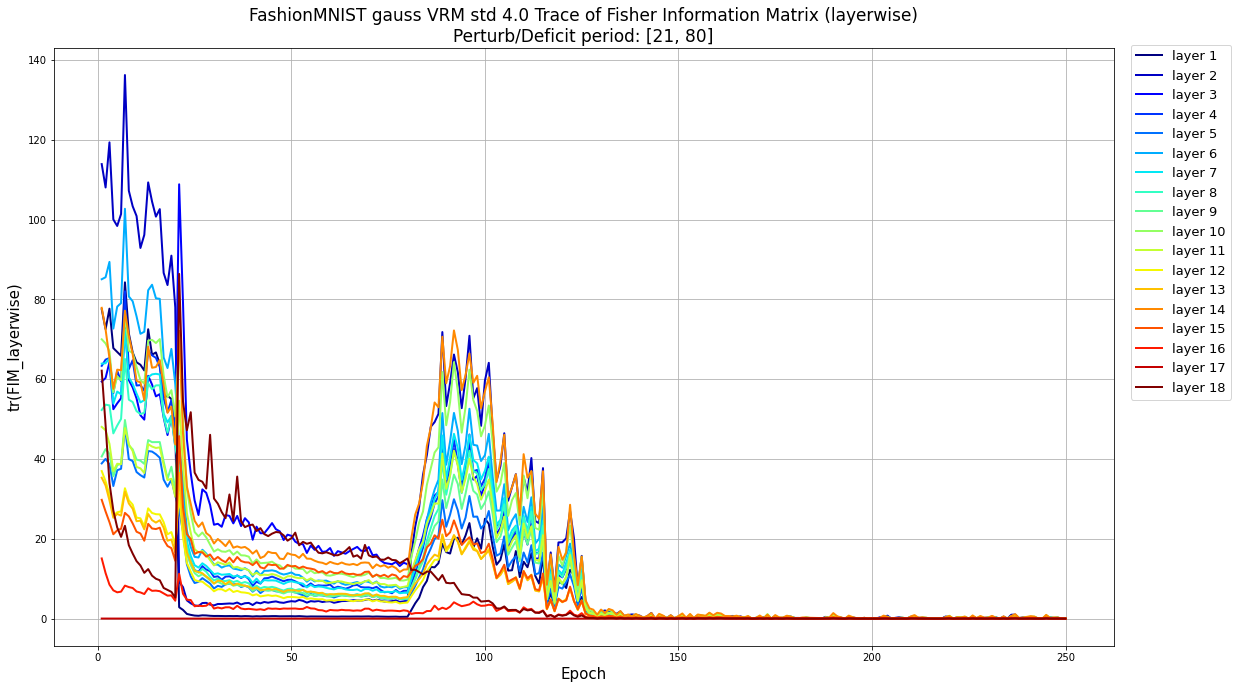 FashionMNIST gauss VRM std 4.0 Trace of Fisher Information Matrix (layerwise)
Perturb/Deficit period: [21, 80]
tr(FIM_layerwise)
140
120
100
80
60
40
20
0
0
50
100
150
200
250
Epoch
layer 1
layer 2
layer 3
layer 4
layer 5
layer 6
layer 7
layer 8
layer 9
layer 10
layer 11
layer 12
layer 13
layer 14
layer 15
layer 16
layer 17
layer 18